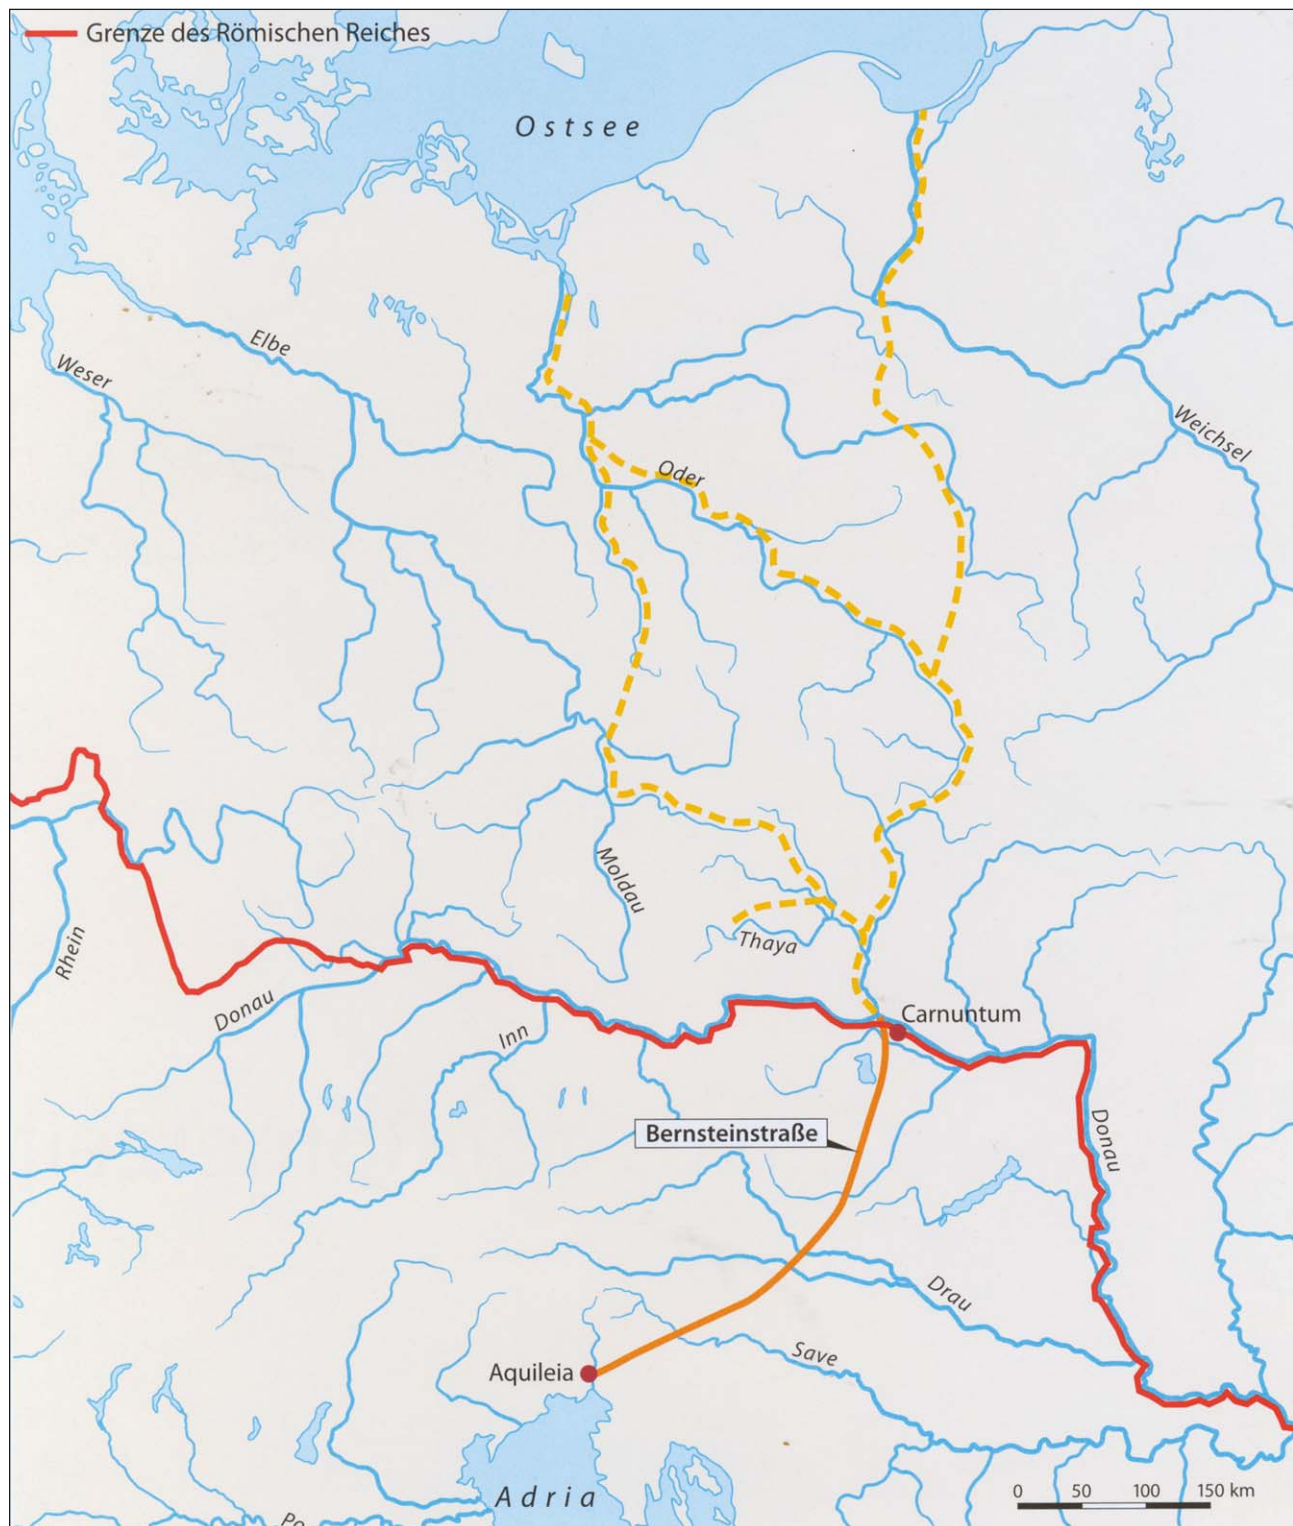 Grenze des Römischen Reiches
Ostsee
Elbe
Weser
Weichsel
Oder
Moldau
Rhein
Thaya
Donau
Carnuntum
Inn
Bernsteinstraße
Donau
Drau
Save
Aquileia
Adria
Po
0 50 100 150 km